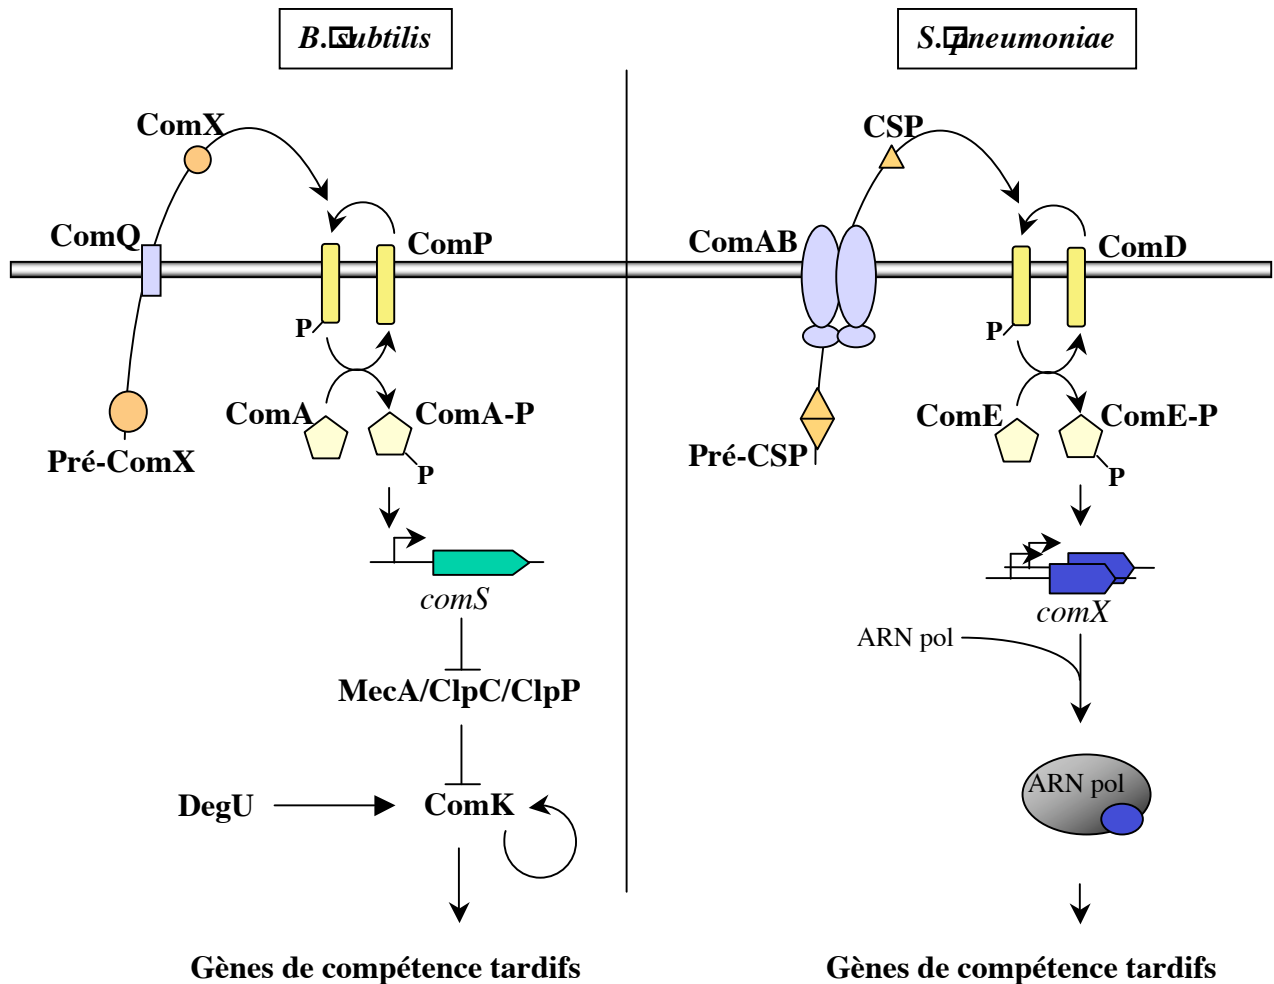 B. subtilis
ComX
ComQ
ComP
P
ComA
ComA-P
P
Pré-ComX
comS
MecA/ClpC/ClpP
DegU
ComK
Gènes de compétence tardifs
S. pneumoniae
CSP
ComAB
ComD
P
ComE
ComE-P
P
Pré-CSP
comX
ARN pol
ARN pol
Gènes de compétence tardifs